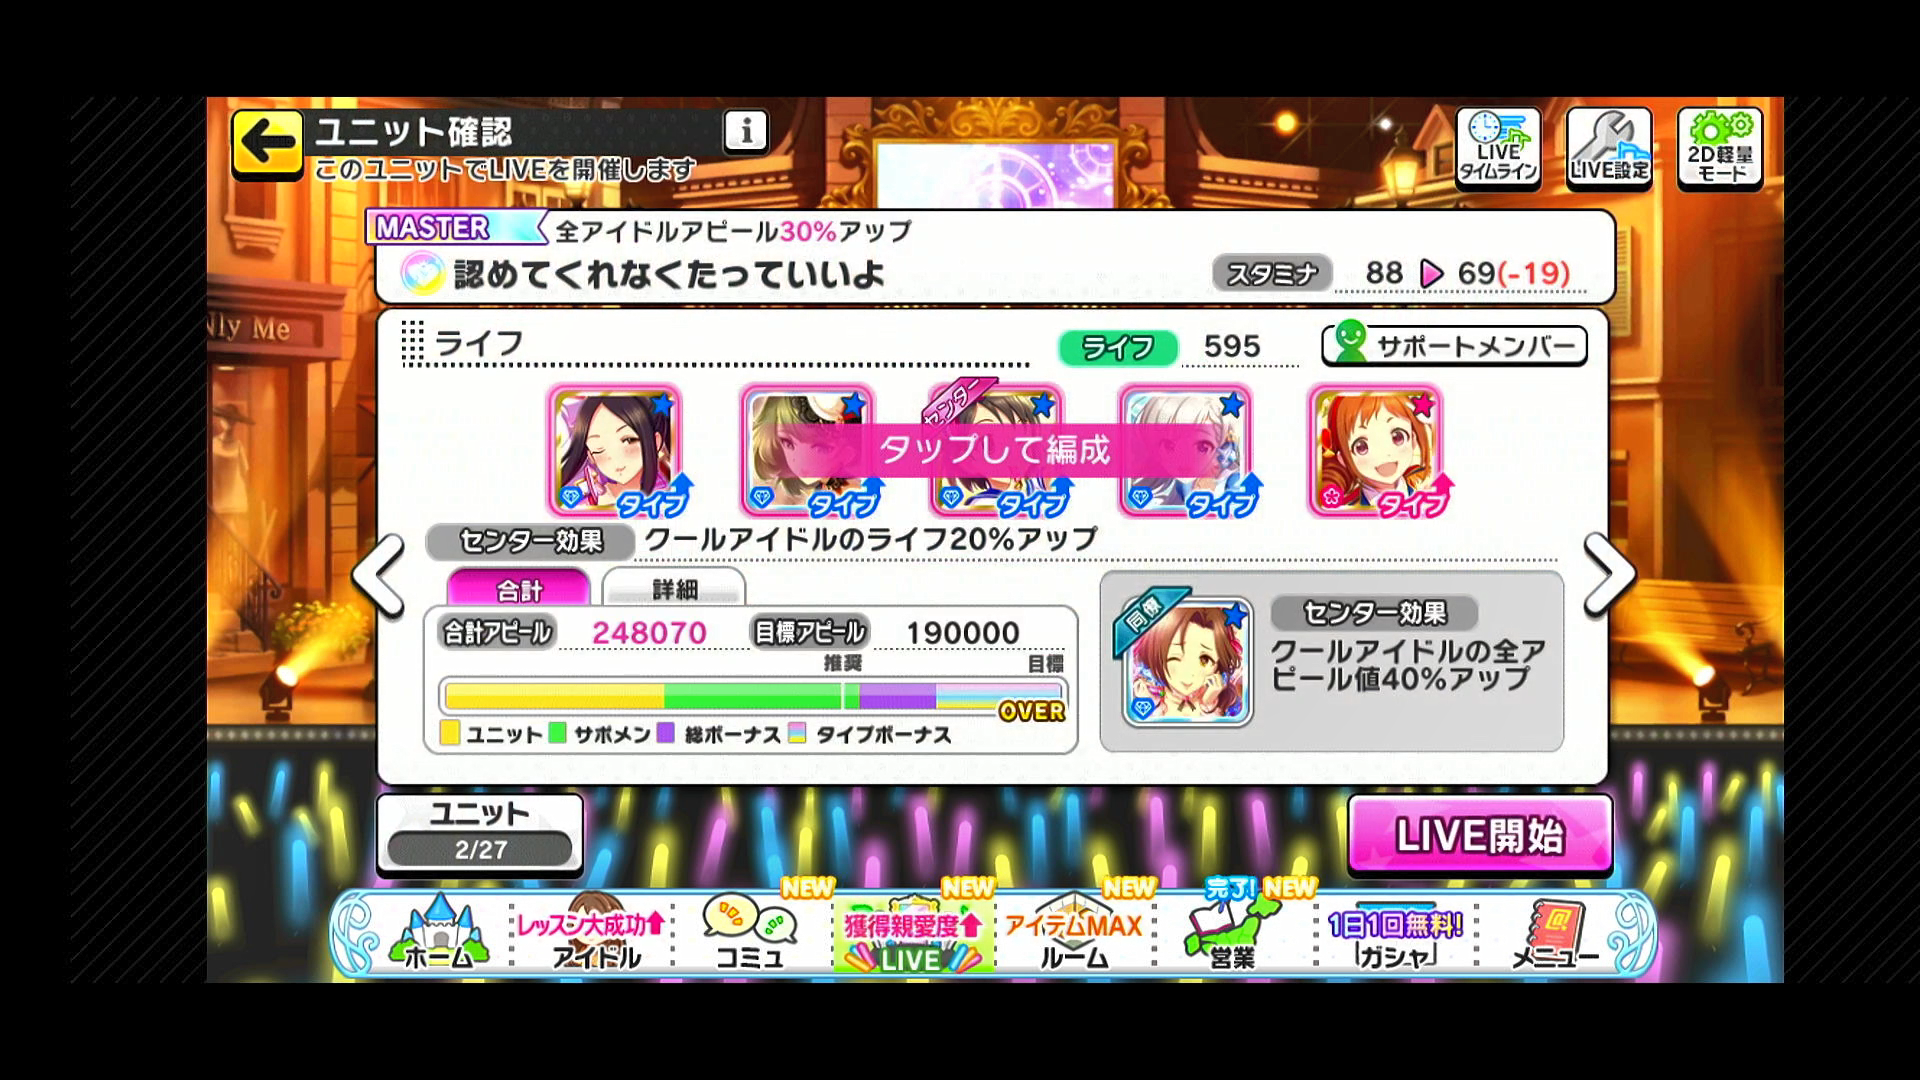 ユニット確認
i
このユニットでLIVEを開催します
LIVE
タイムライン
LIVE設定
2D軽量
モード
MASTER
全アイドルアピール30%アップ
認めてくれなくたっていいよ
スタミナ 88 69(-19)
nly Me
ライフ
ライフ 595
サポートメンバー
センター
タップして編成
タイプ タイプ タイプ タイプ タイプ
センター効果 クールアイドルのライフ20%アップ
合計 詳細
合計アピール 248070 目標アピール 190000
推奨 目標
OVER
ユニット サポメン 総ボーナス タイプボーナス
同僚
センター効果
クールアイドルの全ア
ピール値40%アップ
ユニット
2/27
LIVE開始
NEW NEW NEW 完了! NEW
ホーム
レッスン大成功
アイドル
コミュ
獲得親愛度
LIVE
アイテムMAX
ルーム
営業
1日1回無料!
ガシャ
メニュー